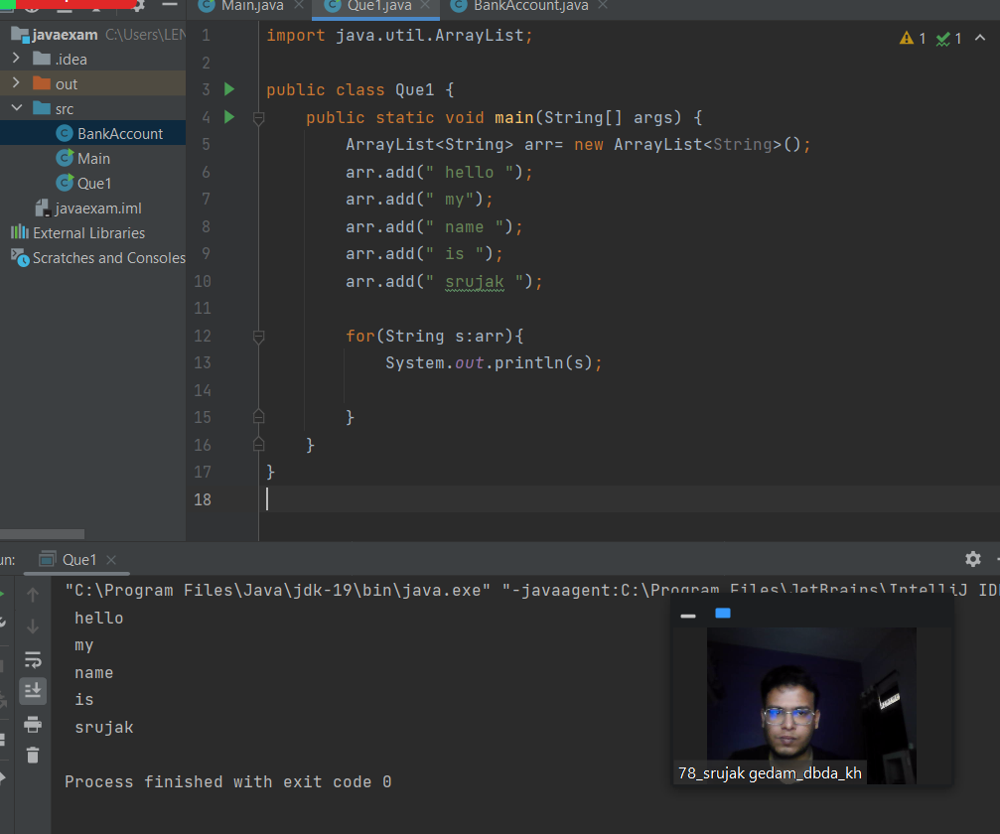 Main.java
Que1.java
BankAccount.java
javaexam C:\Users\LEN
.idea
out
src
BankAccount
Main
Que1
javaexam.iml
External Libraries
Scratches and Consoles
1 import java.util.ArrayList;
2
3 public class Que1 {
4 public static void main(String[] args) {
5 ArrayList<String> arr= new ArrayList<String>();
6 arr.add(" hello ");
7 arr.add(" my");
8 arr.add(" name ");
9 arr.add(" is ");
10 arr.add(" srujak ");
11
12 for(String s:arr){
13 System.out.println(s);
14
15 }
16 }
17 }
18
1 1
un: Que1
"C:\Program Files\Java\jdk-19\bin\java.exe" "-javaagent:C:\Program Files\JetBrains\IntelliJ IDE
hello
my
name
is
srujak
Process finished with exit code 0
78_srujak gedam_dbda_kh